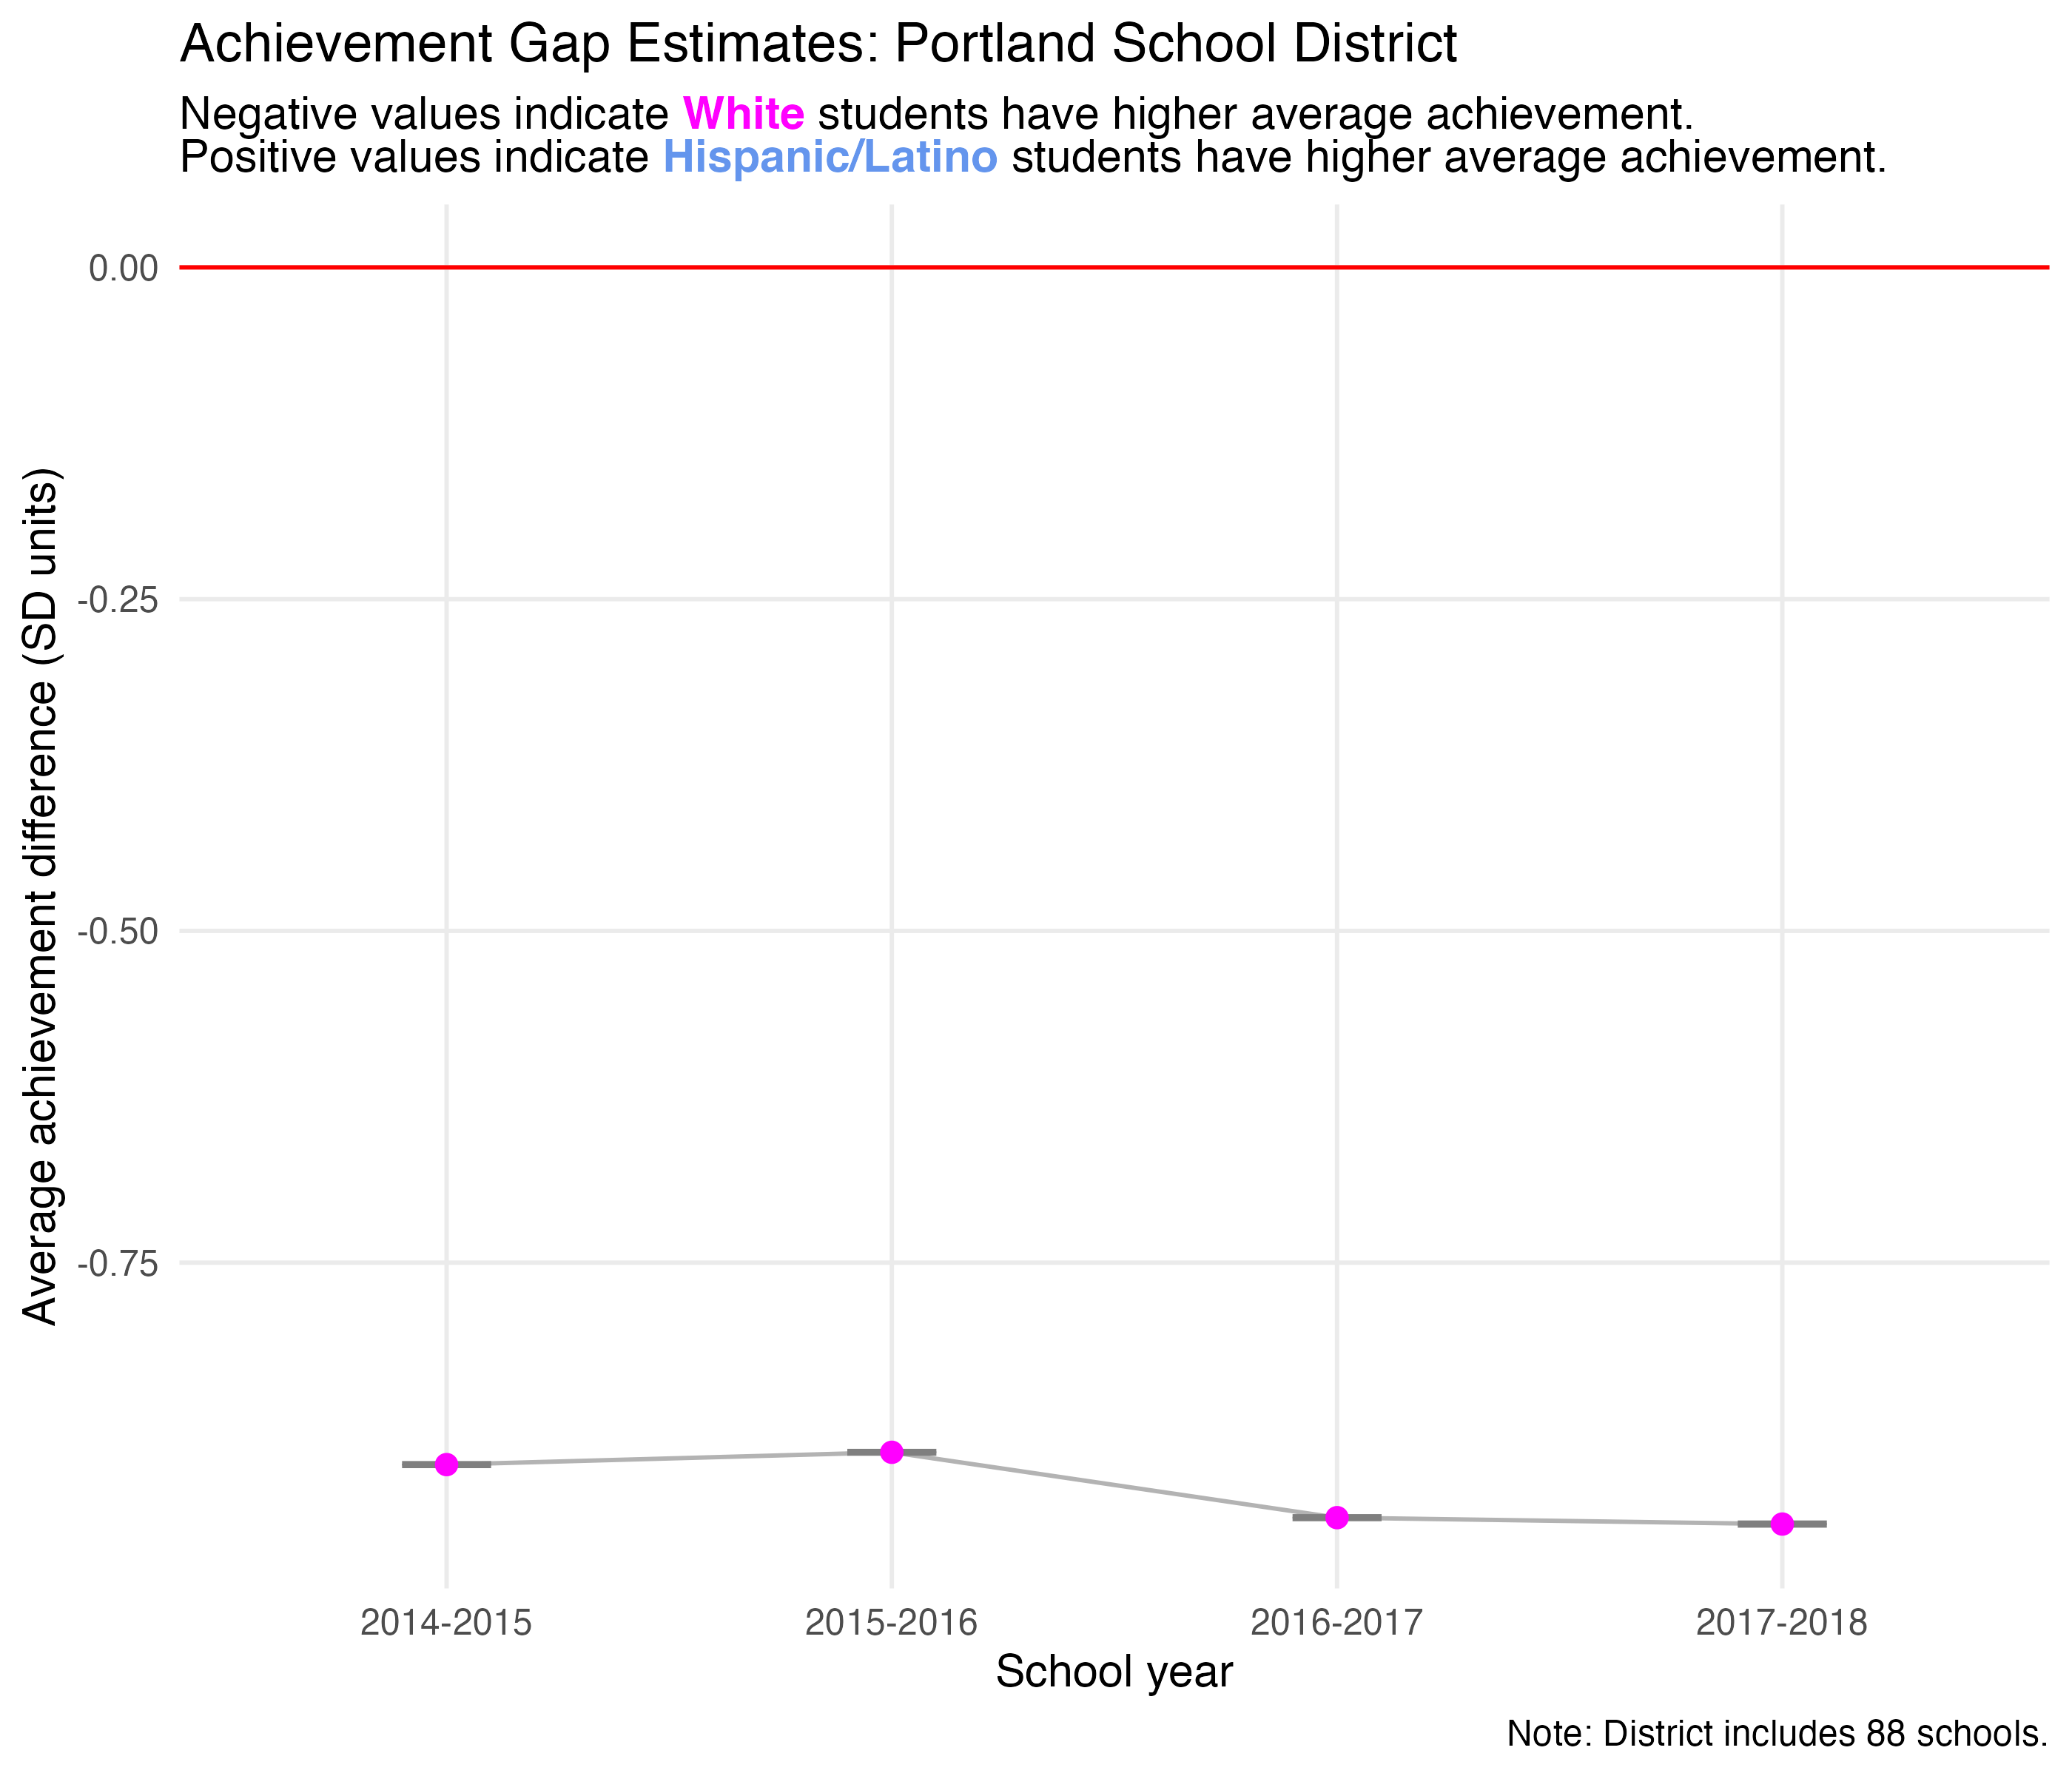 Achievement Gap Estimates: Portland School District
Negative values indicate White students have higher average achievement.
Positive values indicate Hispanic/Latino students have higher average achievement.
Average achievement difference (SD units)
0.00
-0.25
-0.50
-0.75
2014-2015
2015-2016
2016-2017
2017-2018
School year
Note: District includes 88 schools.